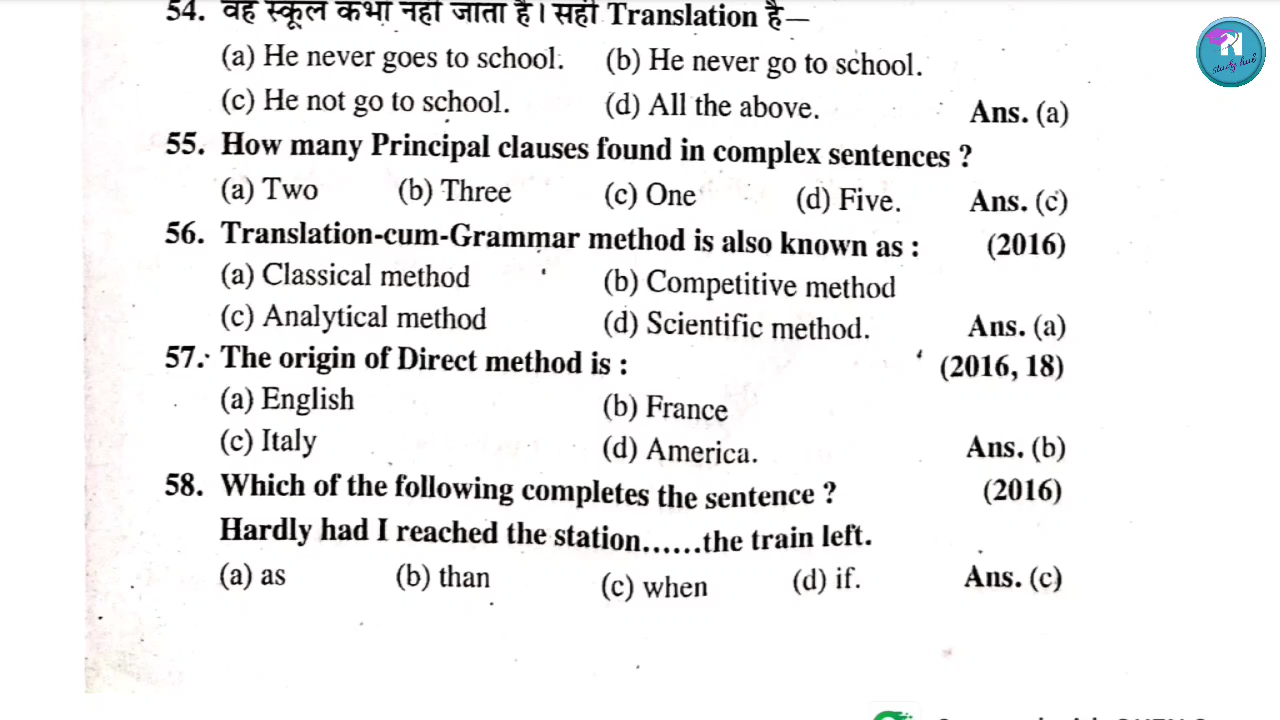 54. वह स्कूल कभी नहीं जाता है। सही Translation है—
(a) He never goes to school. (b) He never go to school.
(c) He not go to school. (d) All the above. Ans. (a)
55. How many Principal clauses found in complex sentences ?
(a) Two (b) Three (c) One (d) Five. Ans. (c)
56. Translation-cum-Grammar method is also known as : (2016)
(a) Classical method (b) Competitive method
(c) Analytical method (d) Scientific method. Ans. (a)
57. The origin of Direct method is : (2016, 18)
(a) English (b) France
(c) Italy (d) America. Ans. (b)
58. Which of the following completes the sentence ? (2016)
Hardly had I reached the station......the train left.
(a) as (b) than (c) when (d) if. Ans. (c)
study hub